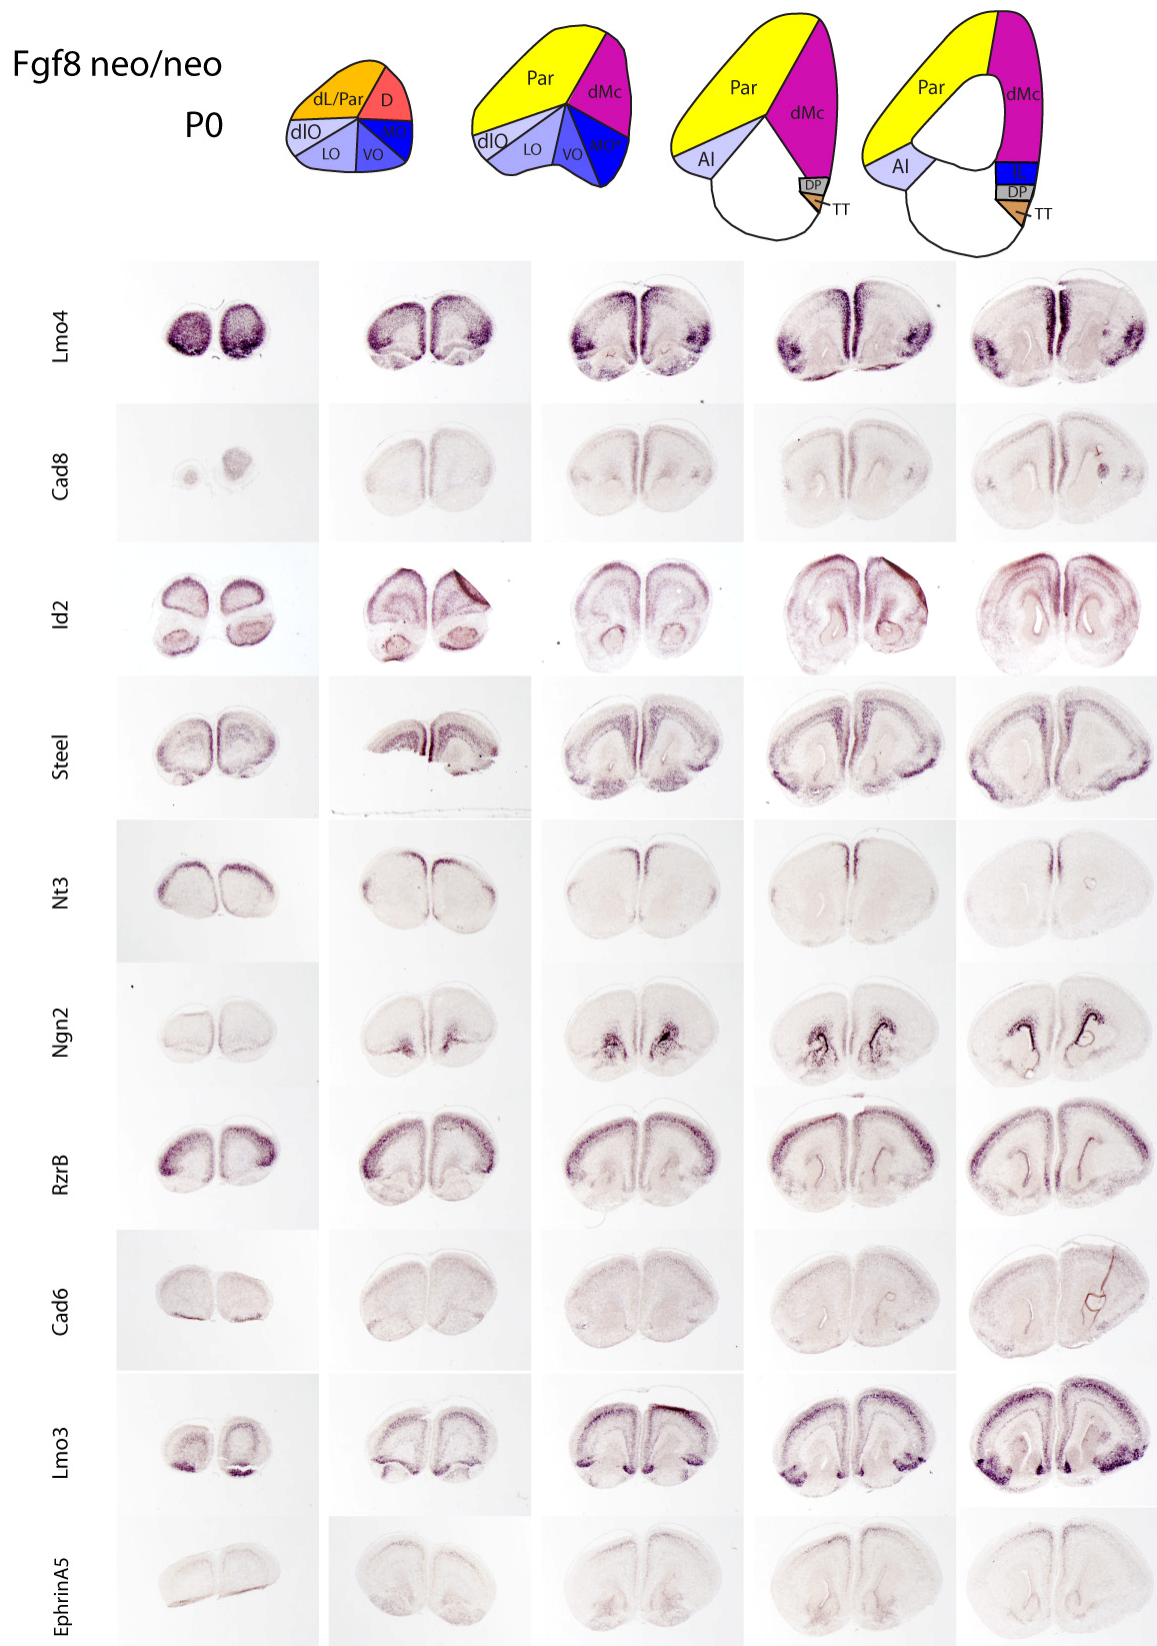 Fgf8 neo/neo
P0
dL/Par D
dlO LO VO MO
Par dMc
dlO LO VO MO*
Par dMc
AI DP
TT
Par dMc
AI IL
DP
TT
Lmo4
Cad8
Id2
Steel
Nt3
Ngn2
RzrB
Cad6
Lmo3
EphrinA5